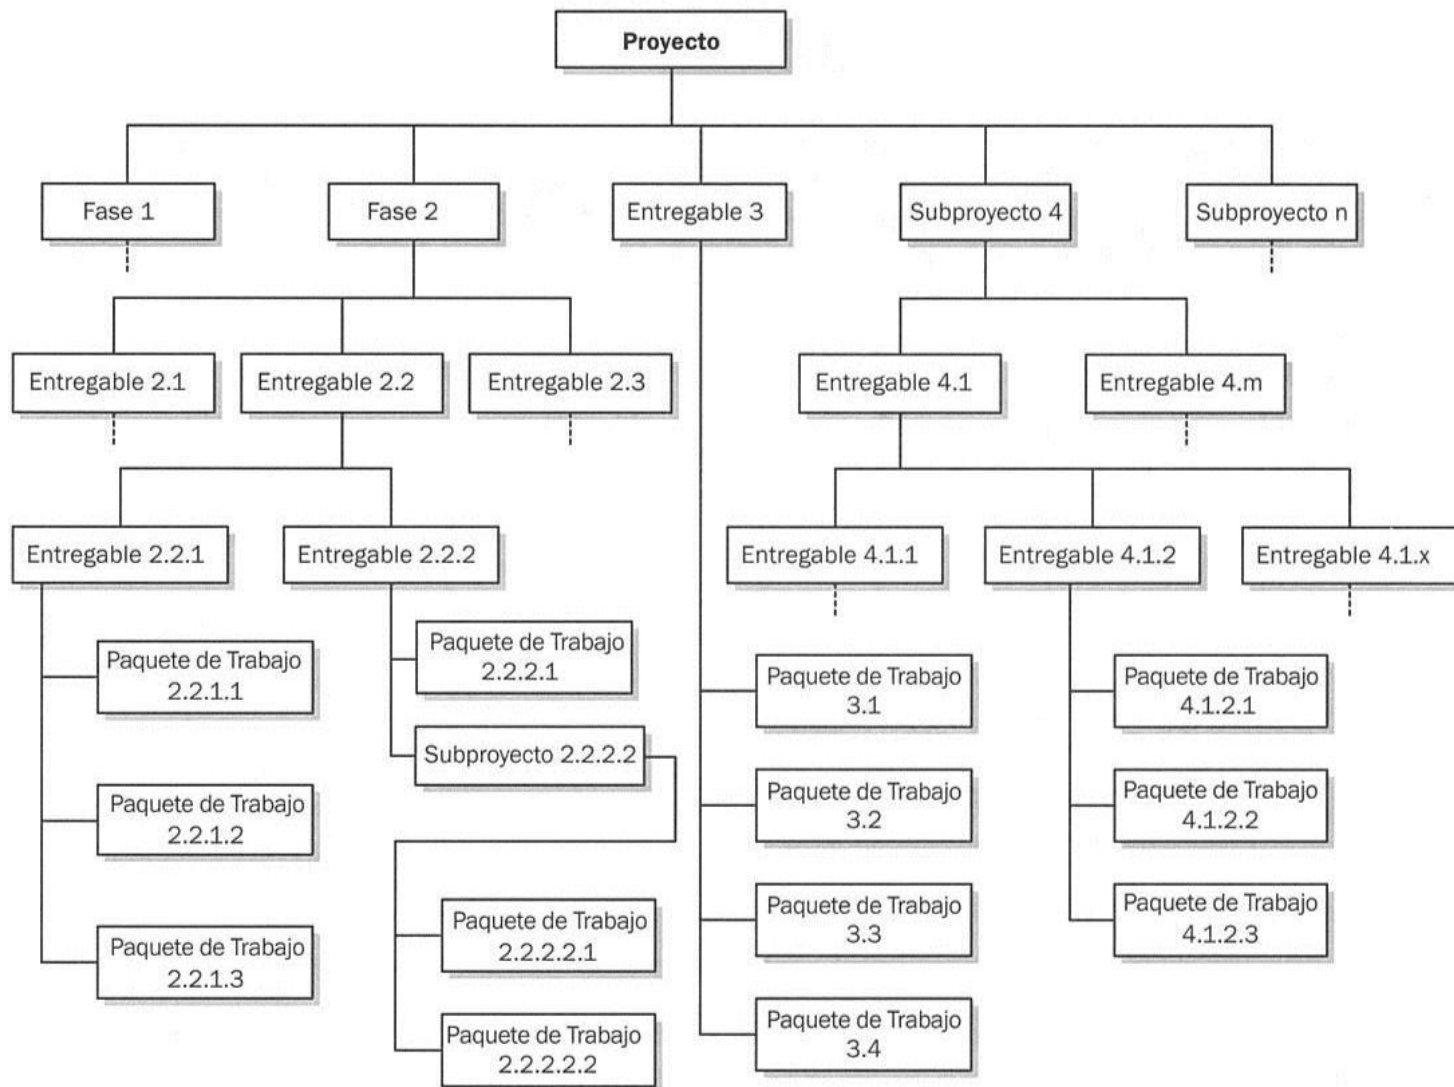 Proyecto
Fase 1
Fase 2
Entregable 3
Subproyecto 4
Subproyecto n
Entregable 2.1
Entregable 2.2
Entregable 2.3
Entregable 4.1
Entregable 4.m
Entregable 2.2.1
Entregable 2.2.2
Entregable 4.1.1
Entregable 4.1.2
Entregable 4.1.x
Paquete de Trabajo
2.2.1.1
Paquete de Trabajo
2.2.1.2
Paquete de Trabajo
2.2.1.3
Paquete de Trabajo
2.2.2.1
Subproyecto 2.2.2.2
Paquete de Trabajo
2.2.2.2.1
Paquete de Trabajo
2.2.2.2.2
Paquete de Trabajo
3.1
Paquete de Trabajo
3.2
Paquete de Trabajo
3.3
Paquete de Trabajo
3.4
Paquete de Trabajo
4.1.2.1
Paquete de Trabajo
4.1.2.2
Paquete de Trabajo
4.1.2.3